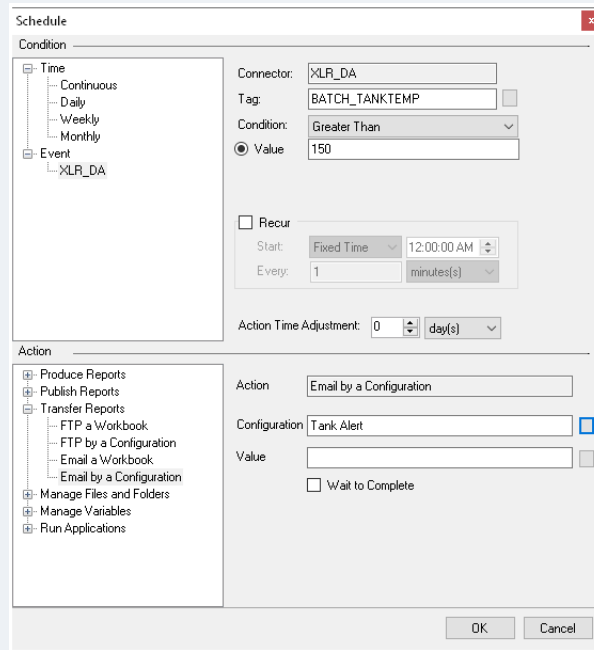 Schedule
x
Condition
Time
Continuous
Daily
Weekly
Monthly
Event
XLR_DA
Connector: XLR_DA
Tag: BATCH_TANKTEMP
Condition: Greater Than
Value 150
Recur
Start: Fixed Time 12:00:00 AM
Every: 1 minutes(s)
Action Time Adjustment: 0 day(s)
Action
Produce Reports
Publish Reports
Transfer Reports
FTP a Workbook
FTP by a Configuration
Email a Workbook
Email by a Configuration
Manage Files and Folders
Manage Variables
Run Applications
Action Email by a Configuration
Configuration Tank Alert
Value
Wait to Complete
OK Cancel